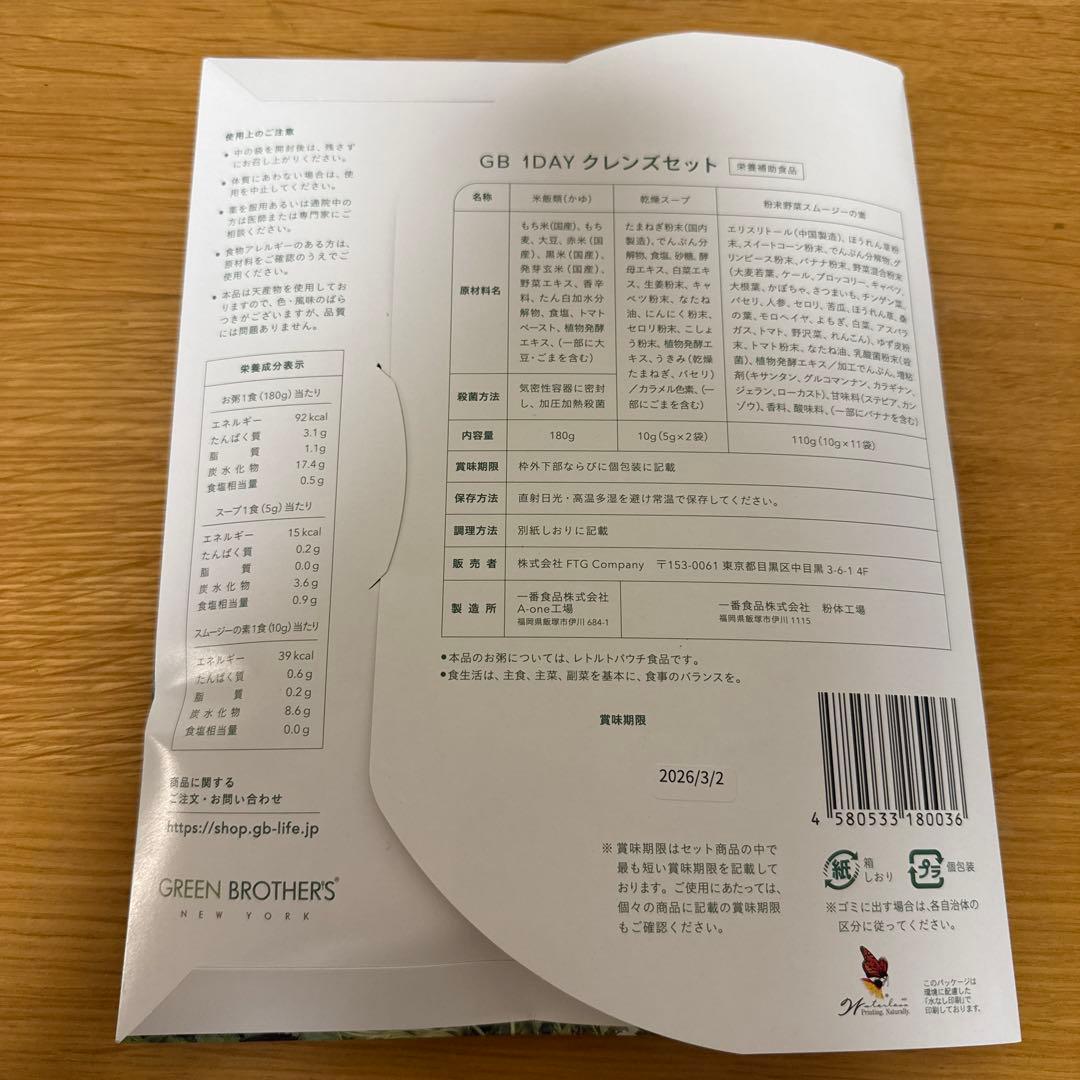 使用上のご注意
● 中の袋を開封後は、残さず
にお召し上がりください。
● 体質にあわない場合は、使
用を中止してください。
● 薬を服用あるいは通院中の
方は医師または専門家にご
相談ください。
● 食物アレルギーのある方は、
原材料をご確認のうえでご
使用ください。
● 本品は天産物を使用してお
りますので、色・風味のばら
つきがございますが、品質
には問題ありません。
栄養成分表示
お粥1食(180g)当たり
エネルギー 92kcal
たんぱく質 3.1g
脂質 1.1g
炭水化物 17.4g
食塩相当量 0.5g
スープ1食(5g)当たり
エネルギー 15kcal
たんぱく質 0.2g
脂質 0.0g
炭水化物 3.6g
食塩相当量 0.9g
スムージーの素1食(10g)当たり
エネルギー 39kcal
たんぱく質 0.6g
脂質 0.2g
炭水化物 8.6g
食塩相当量 0.0g
商品に関する
ご注文・お問い合わせ
https://shop.gb-life.jp
GREEN BROTHER'S®
NEW YORK
GB 1DAY クレンズセット 栄養補助食品
名称 米飯類(かゆ) 乾燥スープ 粉末野菜スムージーの素
原材料名
もち米(国産)、もち
麦、大豆、赤米(国
産)、黒米(国産)、
発芽玄米(国産)、
野菜エキス、香辛
料、たん白加水分
解物、食塩、トマト
ペースト、植物発酵
エキス、(一部に大
豆・ごまを含む)
たまねぎ粉末(国内
製造)、でんぷん分
解物、食塩、砂糖、酵
母エキス、白菜エキ
ス、生姜粉末、キャ
ベツ粉末、なたね
油、にんにく粉末、
セロリ粉末、こしょ
う粉末、植物発酵エ
キス、うきみ(乾燥
たまねぎ、パセリ)
/カラメル色素、(一
部にごまを含む)
エリスリトール(中国製造)、ほうれん草粉
末、スイートコーン粉末、でんぷん分解物、グ
リンピース粉末、バナナ粉末、野菜混合粉末
(大麦若葉、ケール、ブロッコリー、キャベツ、
大根葉、かぼちゃ、さつまいも、チンゲン菜、
パセリ、人参、セロリ、苦瓜、ほうれん草、桑
の葉、モロヘイヤ、よもぎ、白菜、アスパラ
ガス、トマト、野沢菜、れんこん)、ゆず皮粉
末、トマト粉末、なたね油、乳酸菌粉末(殺
菌)、植物発酵エキス/加工でんぷん、増粘
剤(キサンタン、グルコマンナン、カラギナン、
ジェラン、ローカスト)、甘味料(ステビア、カン
ゾウ)、香料、酸味料、(一部にバナナを含む)
殺菌方法 気密性容器に密封
し、加圧加熱殺菌
内容量 180g 10g(5g×2袋) 110g(10g×11袋)
賞味期限 枠外下部ならびに個包装に記載
保存方法 直射日光・高温多湿を避け常温で保存してください。
調理方法 別紙しおりに記載
販売者 株式会社 FTG Company 〒153-0061 東京都目黒区中目黒 3-6-1 4F
製造所 一番食品株式会社
A-one工場
福岡県飯塚市伊川 684-1
一番食品株式会社 粉体工場
福岡県飯塚市伊川 1115
●本品のお粥については、レトルトパウチ食品です。
●食生活は、主食、主菜、副菜を基本に、食事のバランスを。
賞味期限
2026/3/2
4 580533 180036
※ 賞味期限はセット商品の中で
最も短い賞味期限を記載して
おります。ご使用にあたっては、
個々の商品に記載の賞味期限
もご確認ください。
紙 箱
しおり
プラ 個包装
※ゴミに出す場合は、各自治体の
区分に従ってください。
Waterless
Printing. Naturally.
このパッケージは
環境に配慮した
「水なし印刷」で
印刷しております。